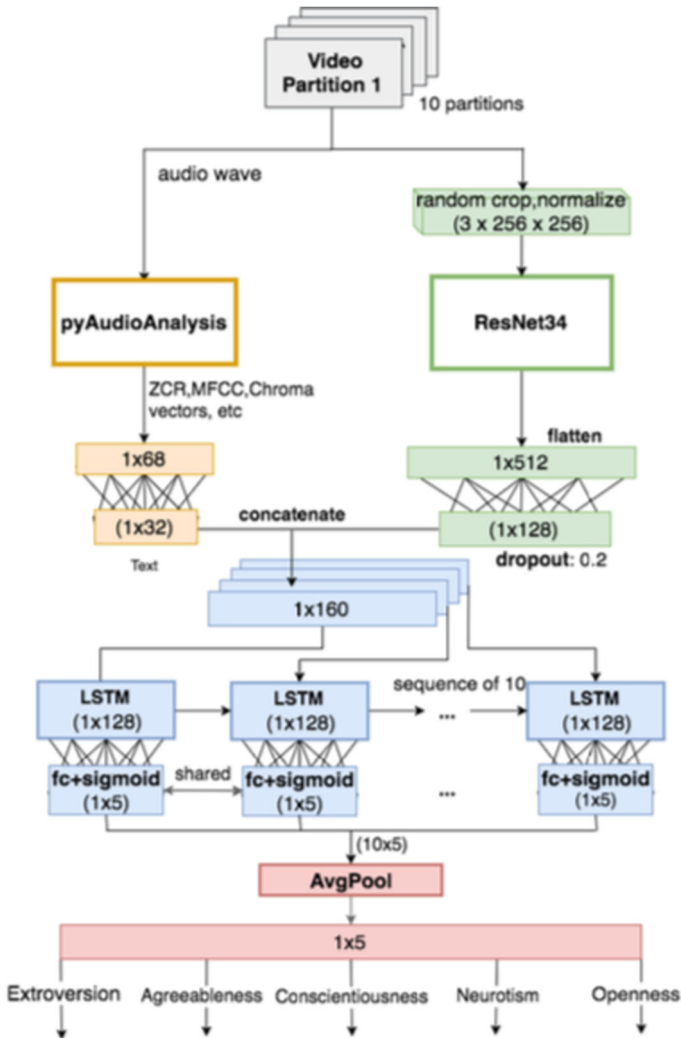 Video
Partition 1
10 partitions
audio wave
random crop,normalize
(3 x 256 x 256)
pyAudioAnalysis
ResNet34
ZCR,MFCC,Chroma
vectors, etc
flatten
1x68
1x512
concatenate
(1x32)
(1x128)
Text
dropout: 0.2
1x160
sequence of 10
LSTM
(1x128)
LSTM
(1x128)
...
LSTM
(1x128)
fc+sigmoid
(1x5)
shared
fc+sigmoid
(1x5)
...
fc+sigmoid
(1x5)
(10x5)
AvgPool
1x5
Extroversion
Agreeableness
Conscientiousness
Neurotism
Openness